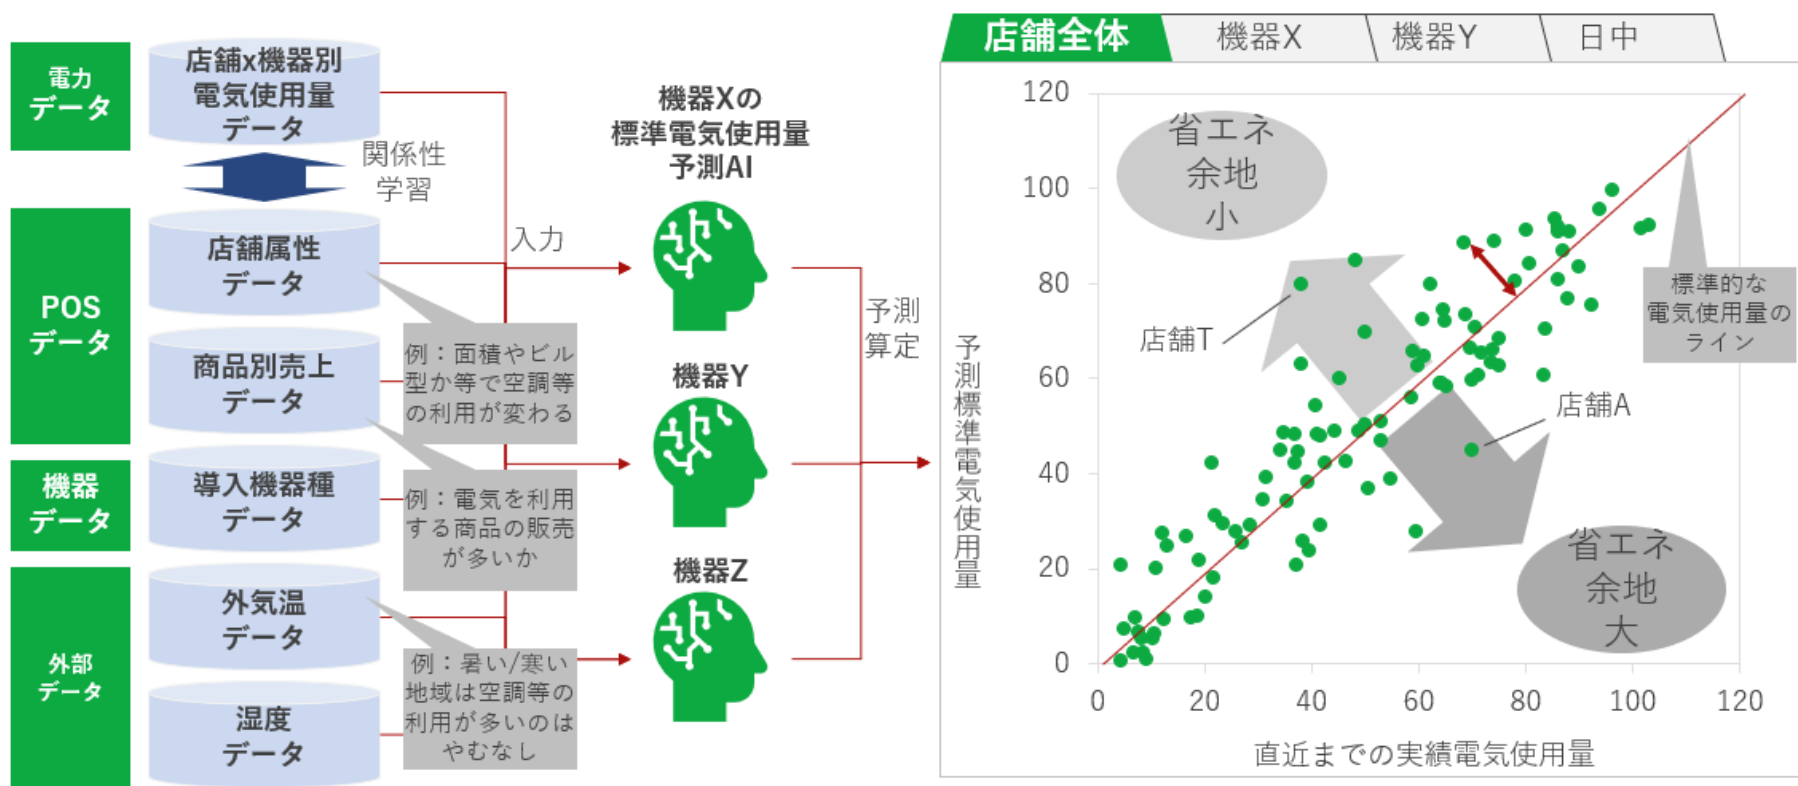 電力
データ
店舗x機器別
電気使用量
データ
関係性
学習
POS
データ
店舗属性
データ
商品別売上
データ
機器
データ
導入機器種
データ
外部
データ
外気温
データ
湿度
データ
例：面積やビル
型か等で空調等
の利用が変わる
例：電気を利用
する商品の販売
が多いか
例：暑い/寒い
地域は空調等の
利用が多いのは
やむなし
入力
機器Xの
標準電気使用量
予測AI
機器Y
機器Z
予測
算定
店舗全体
機器X
機器Y
日中
予測標準電気使用量
120
100
80
60
40
20
0
0
20
40
60
80
100
120
直近までの実績電気使用量
省エネ
余地
小
店舗T
店舗A
標準的な
電気使用量の
ライン
省エネ
余地
大